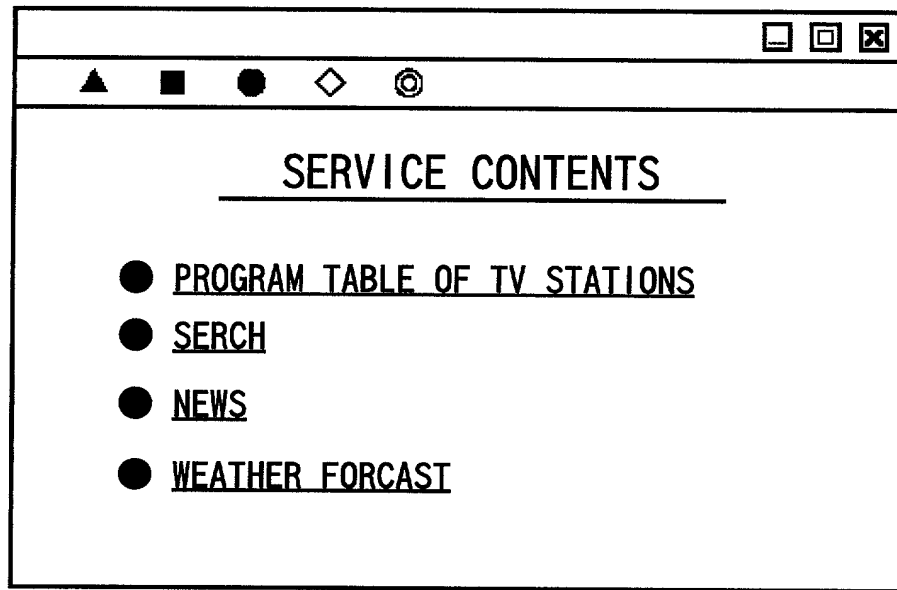 SERVICE CONTENTS
PROGRAM TABLE OF TV STATIONS
SERCH
NEWS
WEATHER FORCAST